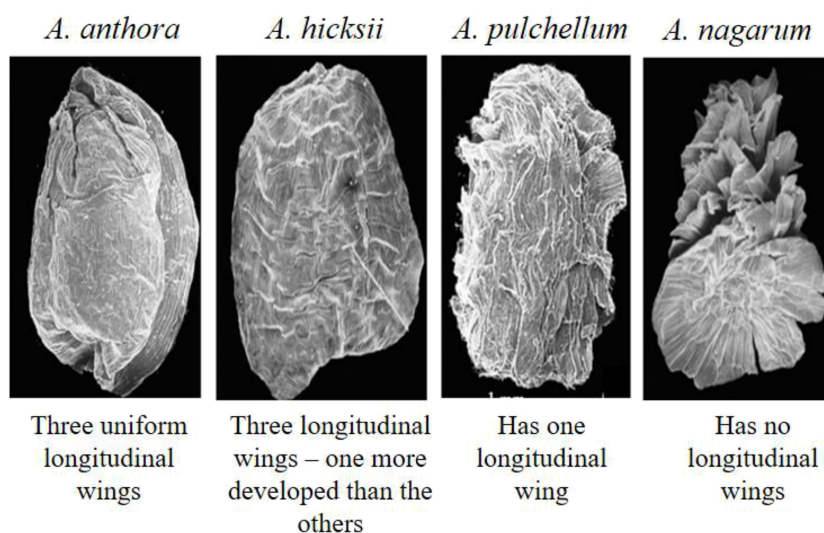 A. anthora
A. hicksii
A. pulchellum
A. nagarum
Three uniform
longitudinal
wings
Three longitudinal
wings – one more
developed than the
others
Has one
longitudinal
wing
Has no
longitudinal
wings